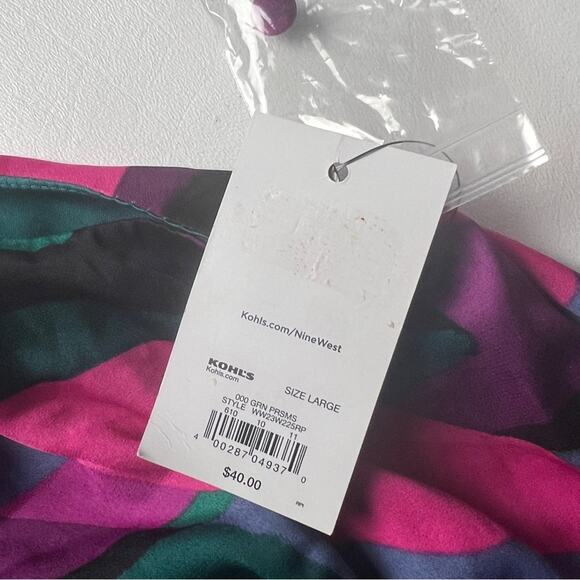 Kohls.com/NineWest
KOHL'S
Kohls.com
SIZE LARGE
000 GRN PRSMS
STYLE WW23W225RP
610 10 11
4 00287 04937 0
$40.00